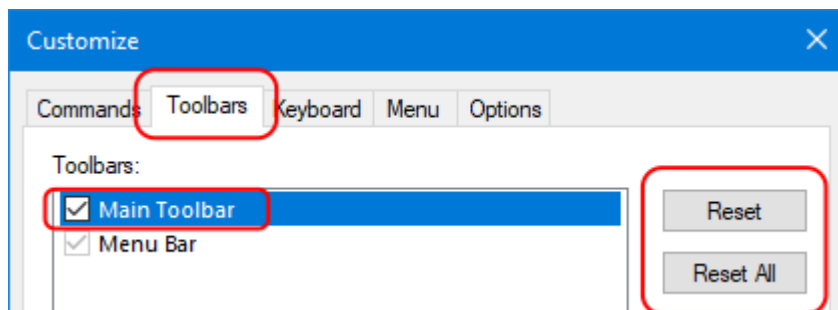 Customize
Commands Toolbars Keyboard Menu Options
Toolbars:
Main Toolbar
Menu Bar
Reset
Reset All